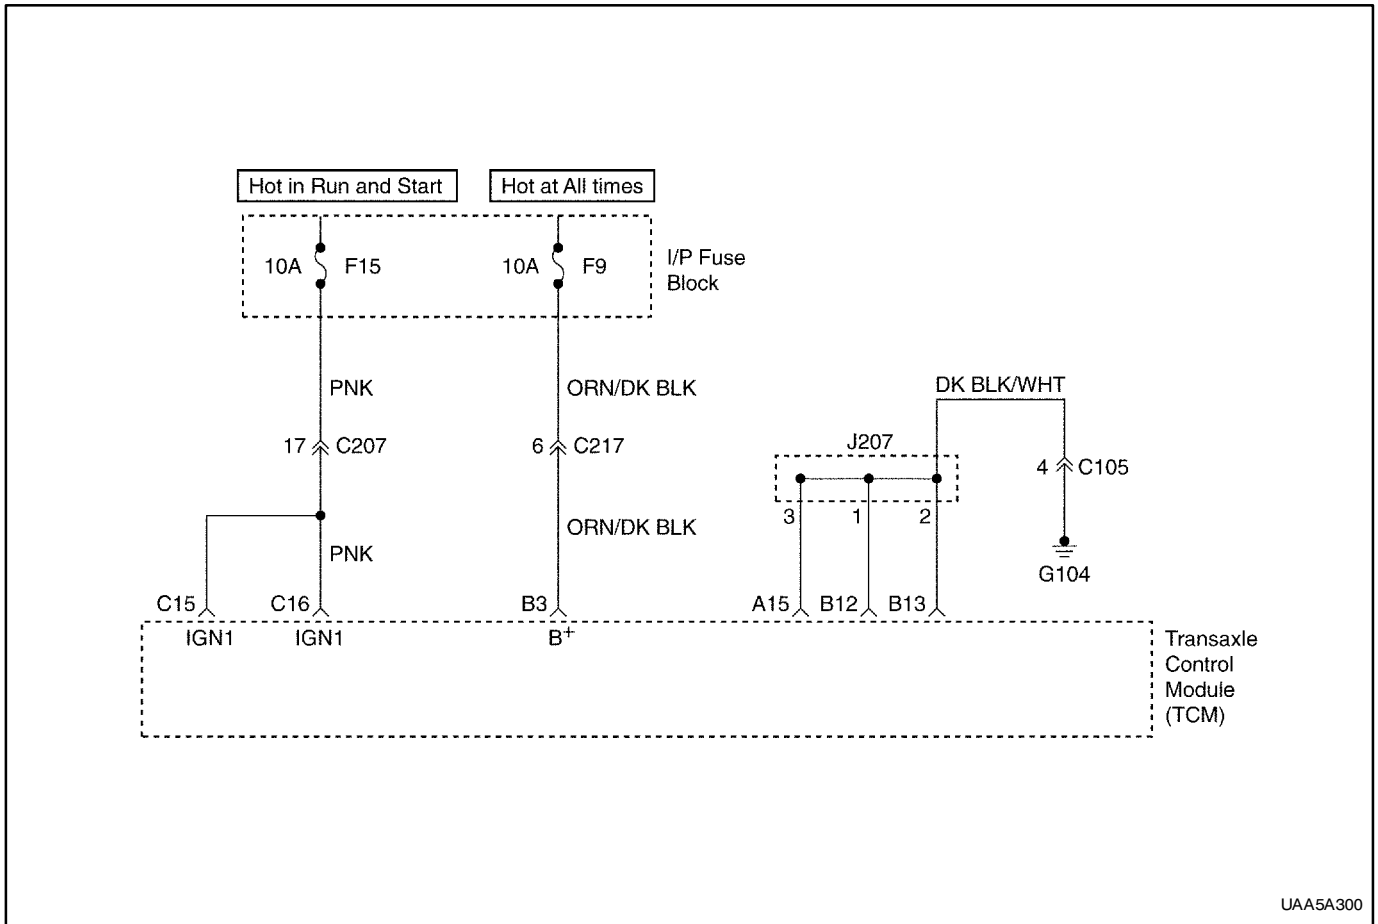 Hot in Run and Start
Hot at All times
10A
F15
10A
F9
I/P Fuse
Block
PNK
ORN/DK BLK
DK BLK/WHT
17
C207
6
C217
J207
4
C105
3
1
2
PNK
ORN/DK BLK
G104
C15
C16
B3
A15
B12
B13
IGN1
IGN1
B+
Transaxle
Control
Module
(TCM)
UAA5A300